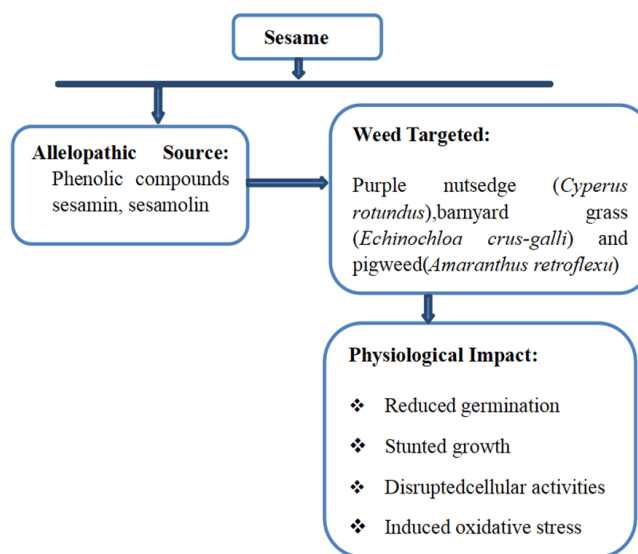 Sesame
Allelopathic Source:
Phenolic compounds
sesamin, sesamolin
Weed Targeted:
Purple nutsedge (Cyperus
rotundus),barnyard grass
(Echinochloa crus-galli) and
pigweed(Amaranthus retroflexu)
Physiological Impact:
❖ Reduced germination
❖ Stunted growth
❖ Disruptedcellular activities
❖ Induced oxidative stress